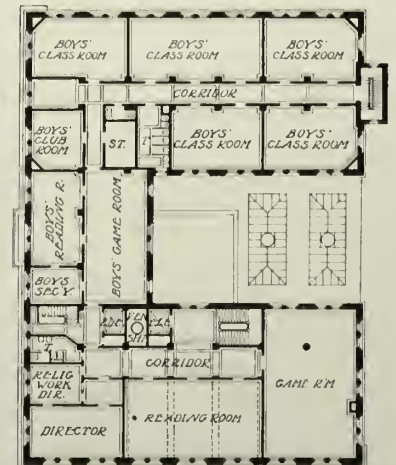 BOYS'
CLASS ROOM
BOYS'
CLASS ROOM
BOYS'
CLASS ROOM
CORRIDOR
BOYS'
CLUB
ROOM
ST.
T.
BOYS'
CLASS ROOM
BOYS'
CLASS ROOM
BOYS'
READING R.
BOYS' GAME ROOM
BOYS'
SEC'Y
T.
CORRIDOR
RELIG
WORK
DIR.
GAME R'M
READING ROOM
DIRECTOR